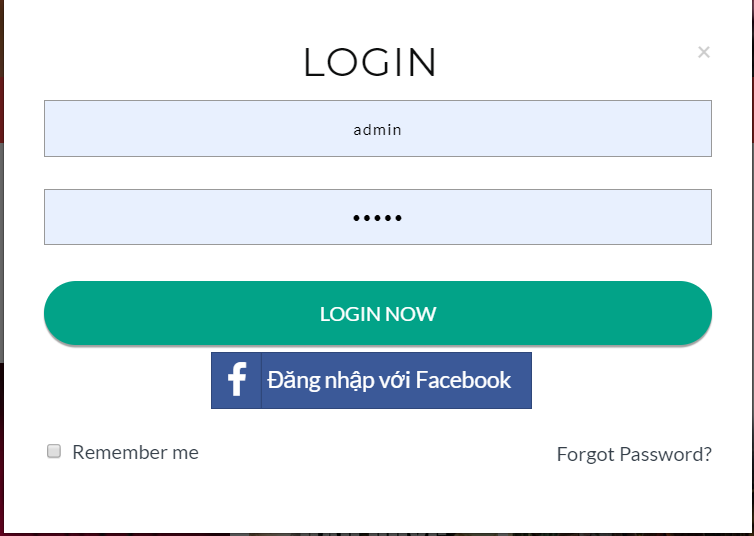 LOGIN
×
admin
•••••
LOGIN NOW
f Đăng nhập với Facebook
Remember me
Forgot Password?